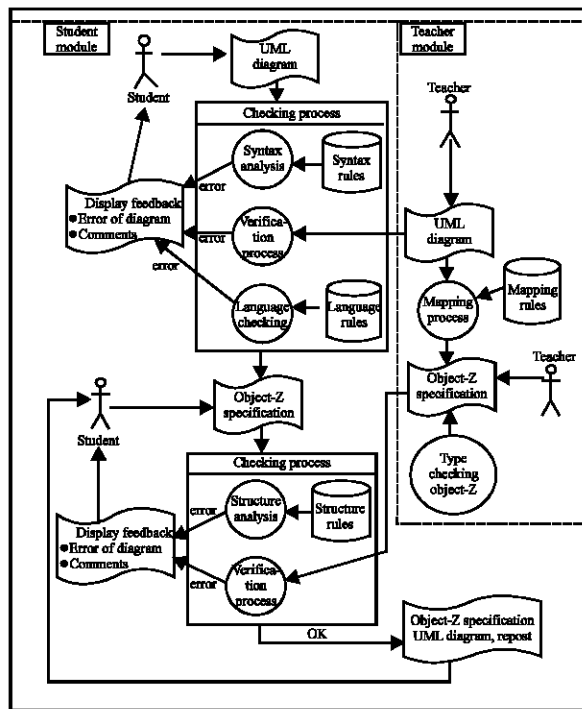 Student
module
Teacher
module
UML
diagram
Student
Teacher
Checking process
Syntax
analysis
Syntax
rules
error
Display feedback
●Error of diagram
●Comments
Verifica-
tion
process
error
UML
diagram
error
Language
checking
Language
rules
Mapping
process
Mapping
rules
Teacher
Student
Object-Z
specification
Object-Z
specification
Type
checking
object-Z
Checking process
Structure
analysis
Structure
rules
error
Display feedback
●Error of diagram
●Comments
Verification
process
error
OK
Object-Z specification
UML diagram, repost